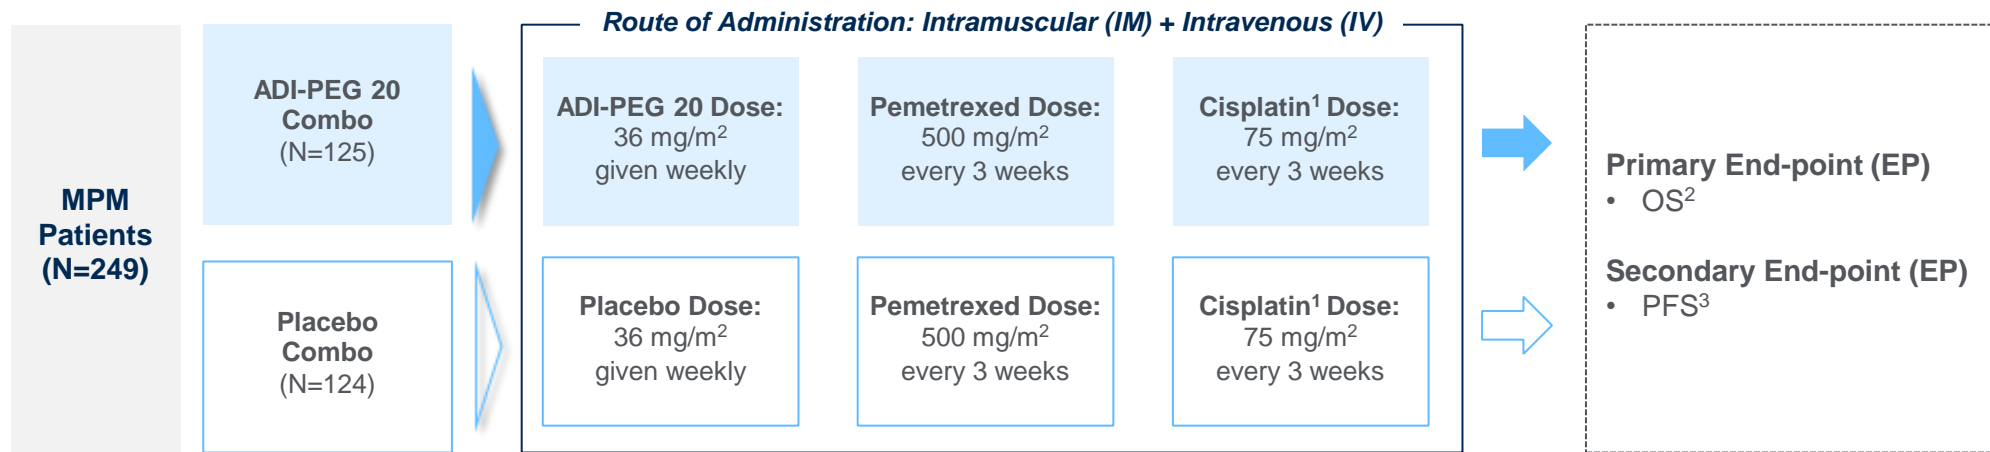 Route of Administration: Intramuscular (IM) + Intravenous (IV)
MPM
Patients
(N=249)
ADI-PEG 20
Combo
(N=125)
ADI-PEG 20 Dose:
36 mg/m²
given weekly
Pemetrexed Dose:
500 mg/m²
every 3 weeks
Cisplatin¹ Dose:
75 mg/m²
every 3 weeks
Placebo
Combo
(N=124)
Placebo Dose:
36 mg/m²
given weekly
Pemetrexed Dose:
500 mg/m²
every 3 weeks
Cisplatin¹ Dose:
75 mg/m²
every 3 weeks
Primary End-point (EP)
• OS²
Secondary End-point (EP)
• PFS³